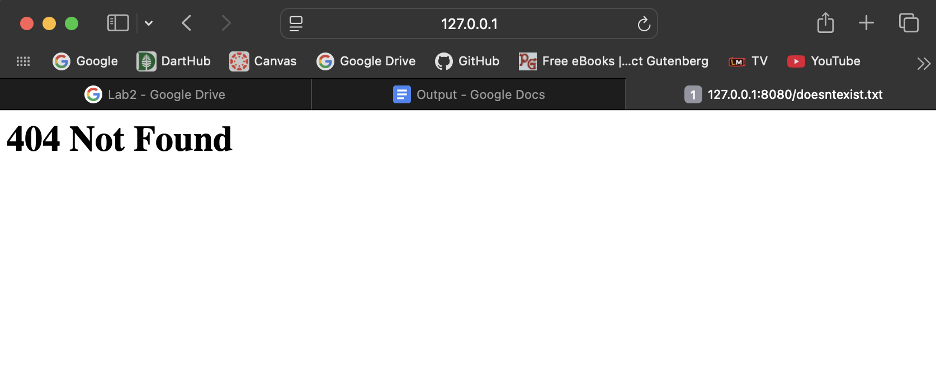 127.0.0.1
Google DartHub Canvas Google Drive GitHub Free eBooks |...ct Gutenberg TV YouTube
Lab2 - Google Drive Output - Google Docs 1 127.0.0.1:8080/doesntexist.txt
404 Not Found